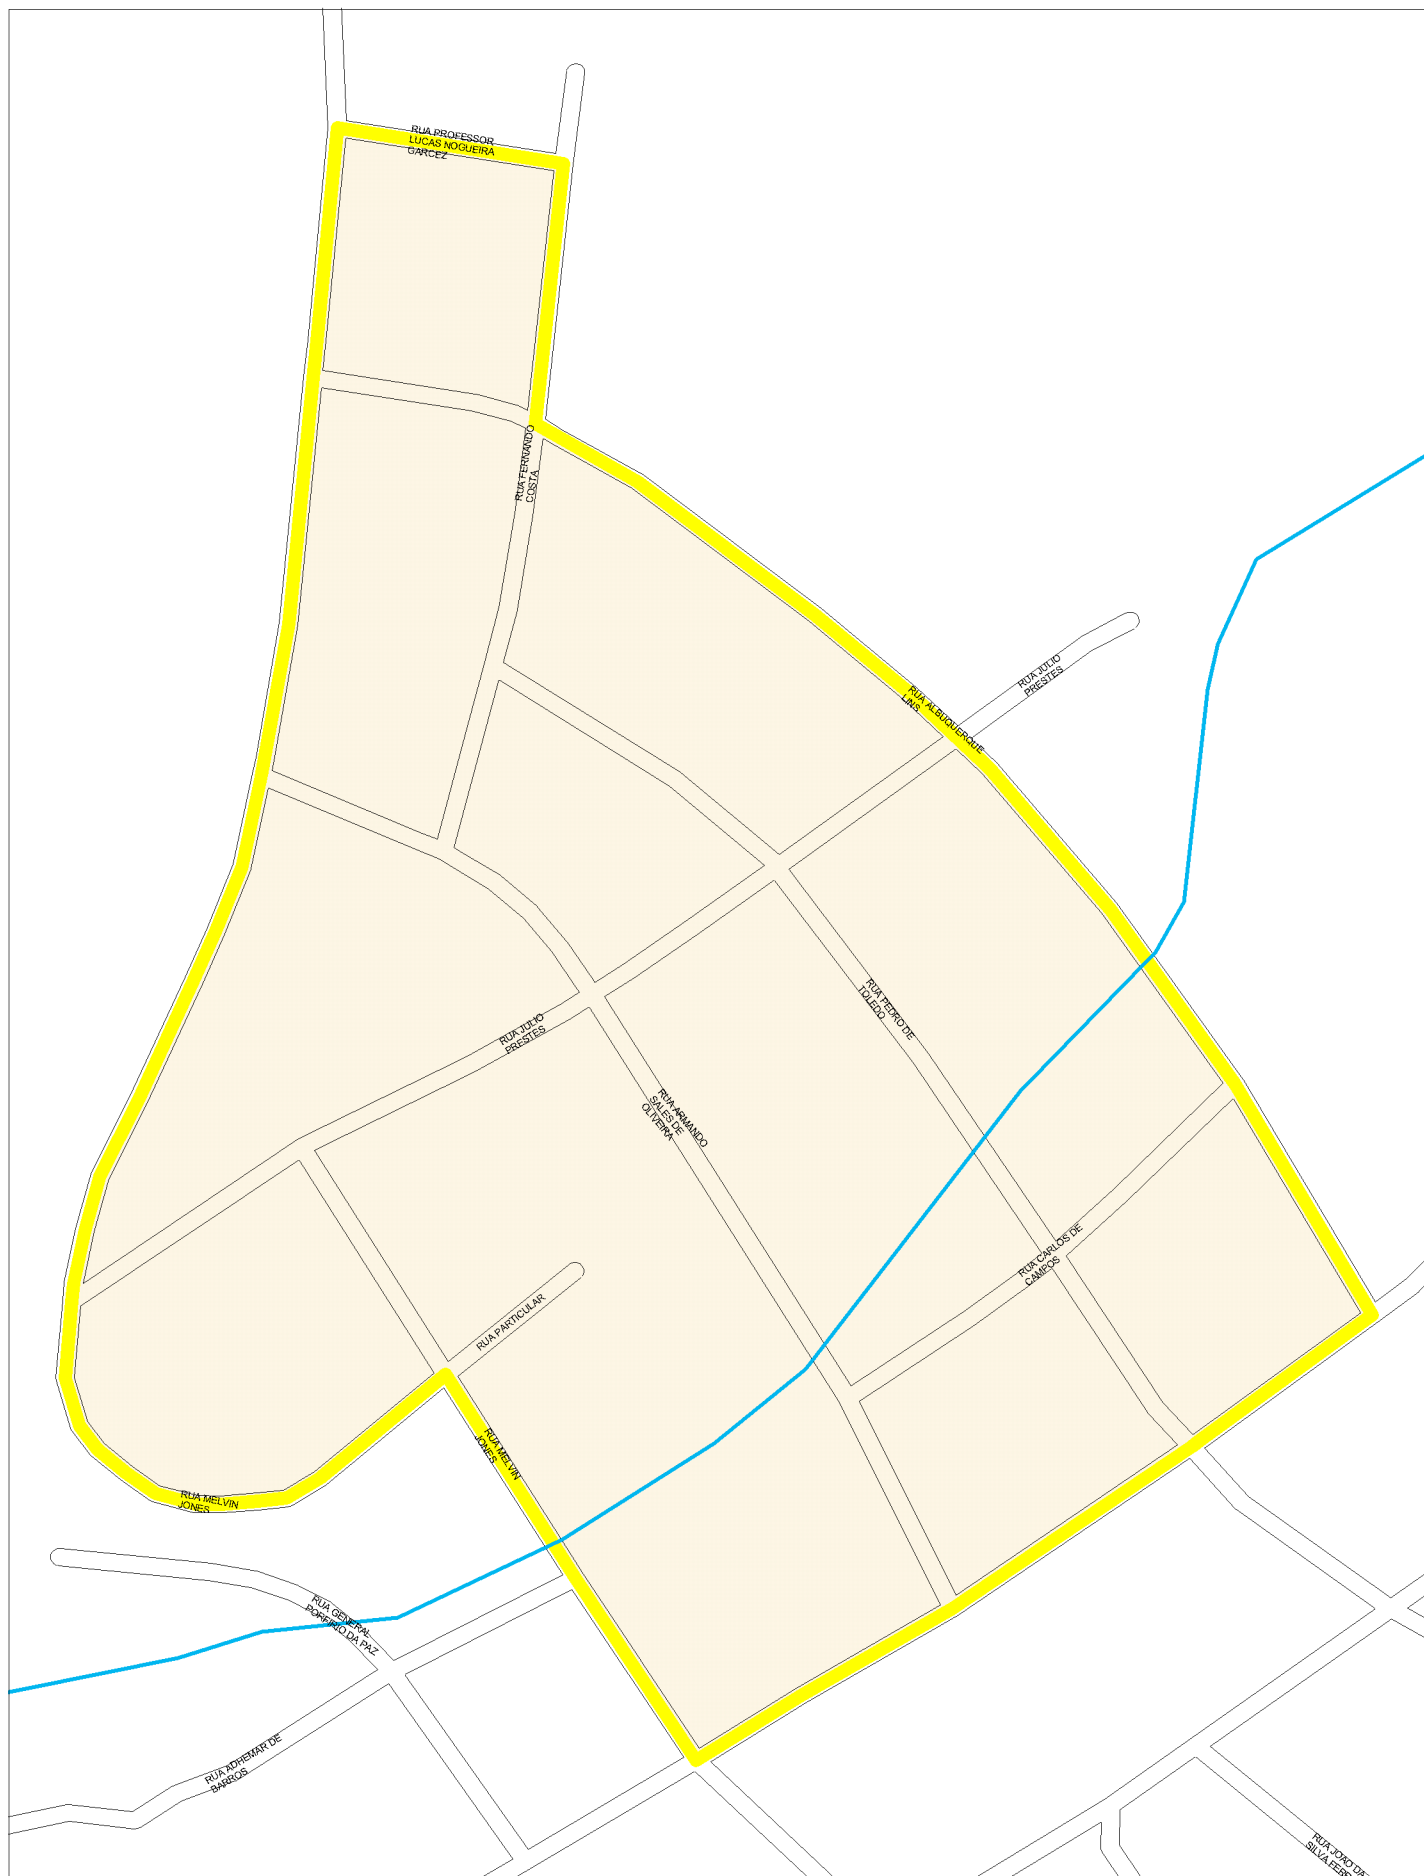 RUA PROFESSOR
LUCAS NOGUEIRA
GARCEZ
RUA FERNANDO
COSTA
RUA JULIO
PRESTES
RUA ALBUQUERQUE
LINS
RUA PEDRO DE
TOLEDO
RUA JULIO
PRESTES
RUA ARMANDO
SALES DE
OLIVEIRA
RUA CARLOS DE
CAMPOS
RUA PARTICULAR
RUA MELVIN
JONES
RUA MELVIN
JONES
RUA GENERAL
PORFIRIO DA PAZ
RUA ADHEMAR DE
BARROS
RUA JOAO DA
SILVA